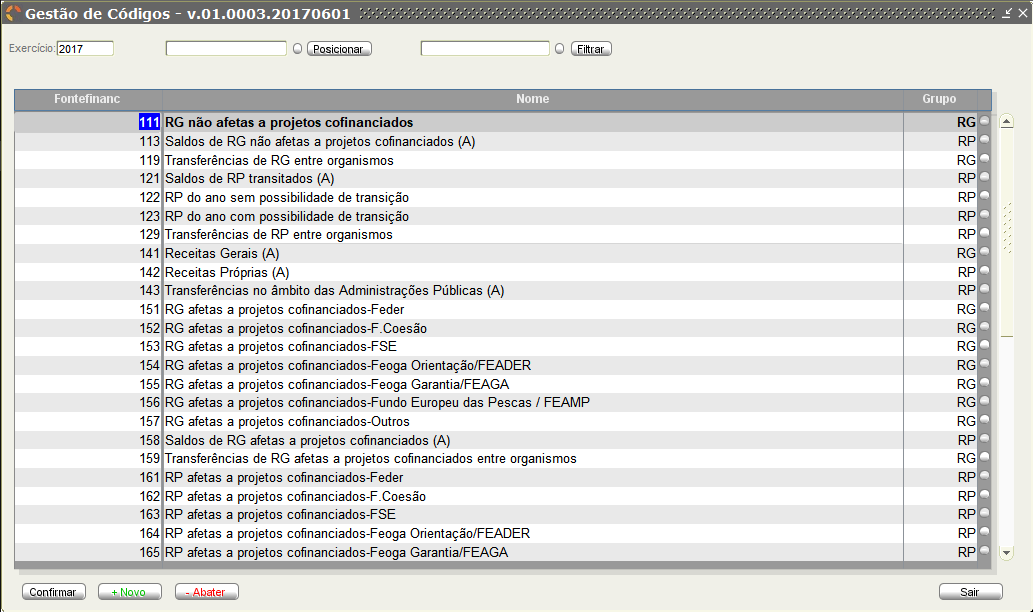 Gestão de Códigos - v.01.0003.20170601
Exercício: 2017 Posicionar Filtrar
Fontefinanc Nome Grupo
111 RG não afetas a projetos cofinanciados RG
113 Saldos de RG não afetas a projetos cofinanciados (A) RP
119 Transferências de RG entre organismos RG
121 Saldos de RP transitados (A) RP
122 RP do ano sem possibilidade de transição RP
123 RP do ano com possibilidade de transição RP
129 Transferências de RP entre organismos RP
141 Receitas Gerais (A) RG
142 Receitas Próprias (A) RP
143 Transferências no âmbito das Administrações Públicas (A) RP
151 RG afetas a projetos cofinanciados-Feder RG
152 RG afetas a projetos cofinanciados-F.Coesão RG
153 RG afetas a projetos cofinanciados-FSE RG
154 RG afetas a projetos cofinanciados-Feoga Orientação/FEADER RG
155 RG afetas a projetos cofinanciados-Feoga Garantia/FEAGA RG
156 RG afetas a projetos cofinanciados-Fundo Europeu das Pescas / FEAMP RG
157 RG afetas a projetos cofinanciados-Outros RG
158 Saldos de RG afetas a projetos cofinanciados (A) RP
159 Transferências de RG afetas a projetos cofinanciados entre organismos RG
161 RP afetas a projetos cofinanciados-Feder RP
162 RP afetas a projetos cofinanciados-F.Coesão RP
163 RP afetas a projetos cofinanciados-FSE RP
164 RP afetas a projetos cofinanciados-Feoga Orientação/FEADER RP
165 RP afetas a projetos cofinanciados-Feoga Garantia/FEAGA RP
Confirmar + Novo - Abater Sair